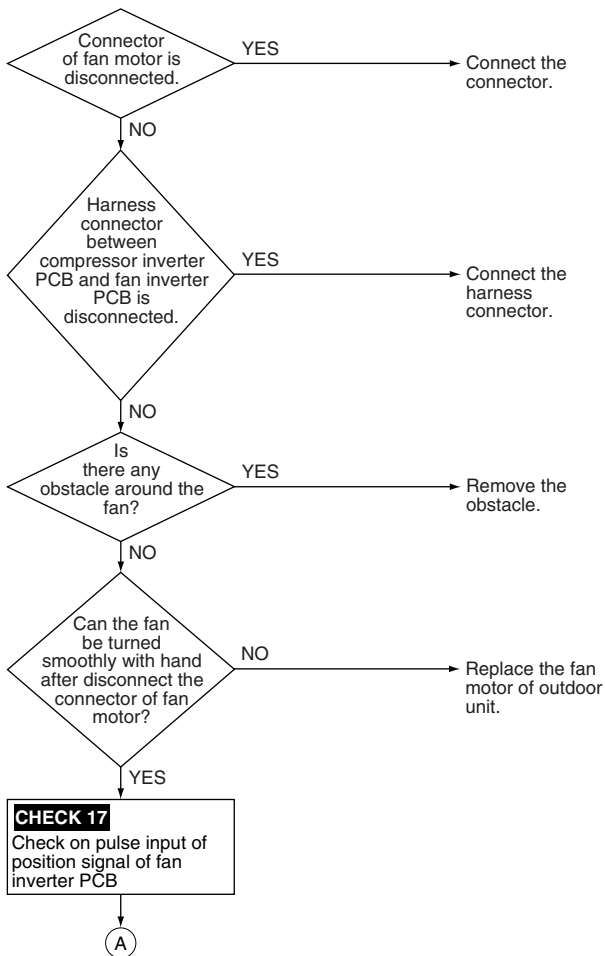 Connector
of fan motor is
disconnected.
YES
Connect the
connector.
NO
Harness
connector
between
compressor inverter
PCB and fan inverter
PCB is
disconnected.
YES
Connect the
harness
connector.
NO
Is
there any
obstacle around the
fan?
YES
Remove the
obstacle.
NO
Can the fan
be turned
smoothly with hand
after disconnect the
connector of fan
motor?
NO
Replace the fan
motor of outdoor
unit.
YES
CHECK 17
Check on pulse input of
position signal of fan
inverter PCB
A